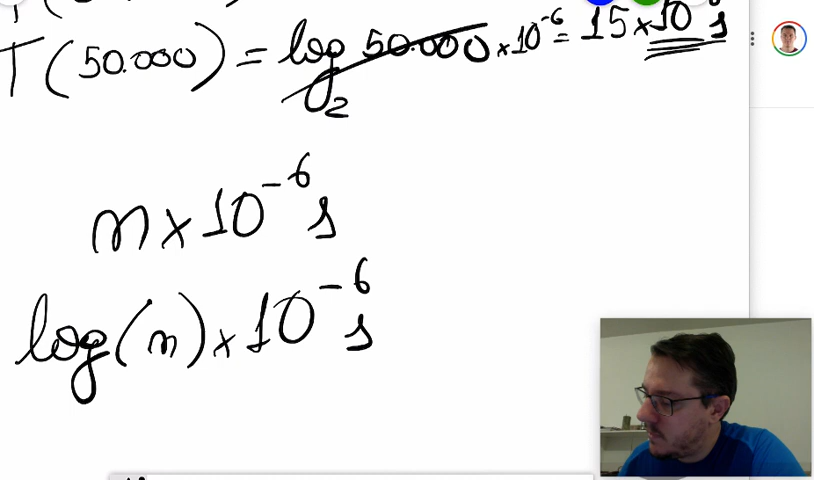 T(50.000) = log₂ 50.000 × 10⁻⁶ = 15 × 10 s
n × 10⁻⁶ s
log(n) × 10⁻⁶ s